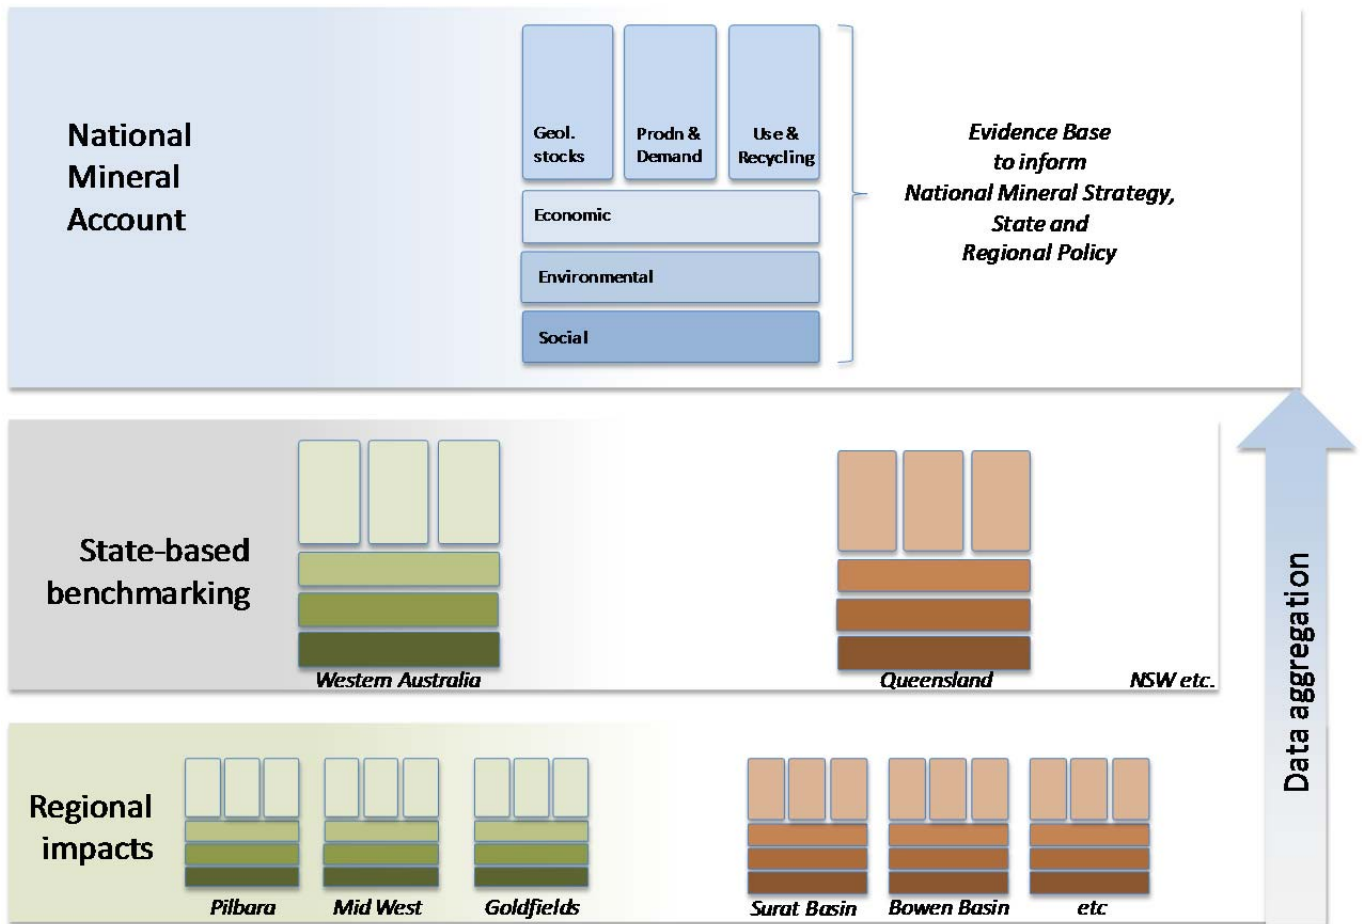 National
Mineral
Account
Geol.
stocks
Prodn &
Demand
Use &
Recycling
Economic
Environmental
Social
Evidence Base
to inform
National Mineral Strategy,
State and
Regional Policy
State-based
benchmarking
Western Australia
Queensland
NSW etc.
Data aggregation
Regional
impacts
Pilbara
Mid West
Goldfields
Surat Basin
Bowen Basin
etc